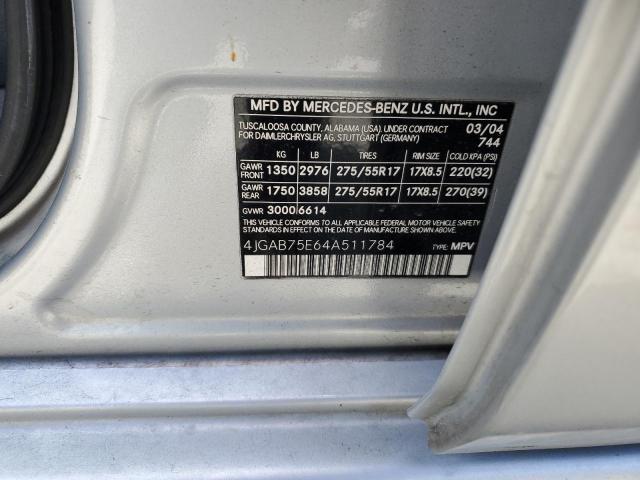 MFD BY MERCEDES-BENZ U.S. INTL., INC
TUSCALOOSA COUNTY, ALABAMA (USA) UNDER CONTRACT 03/04
FOR DAIMLERCHRYSLER AG, STUTTGART (GERMANY) 744
KG LB TIRES RIM SIZE COLD KPA (PSI)
GAWR FRONT 1350 2976 275/55R17 17X8.5 220(32)
GAWR REAR 1750 3858 275/55R17 17X8.5 270(39)
GVWR 3000 6614
THIS VEHICLE CONFORMS TO ALL APPLICABLE FEDERAL MOTOR VEHICLE
SAFETY STANDARDS IN EFFECT ON THE DATE OF MANUFACTURE SHOWN ABOVE.
4JGAB75E64A511784 TYPE: MPV